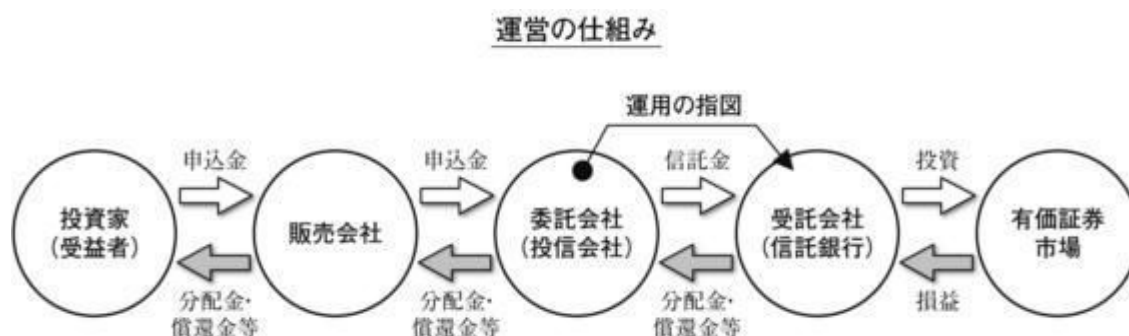 運営の仕組み
運用の指図
申込金
申込金
信託金
投資
投資家
（受益者）
販売会社
委託会社
（投信会社）
受託会社
（信託銀行）
有価証券
市場
分配金・
償還金等
分配金・
償還金等
分配金・
償還金等
損益